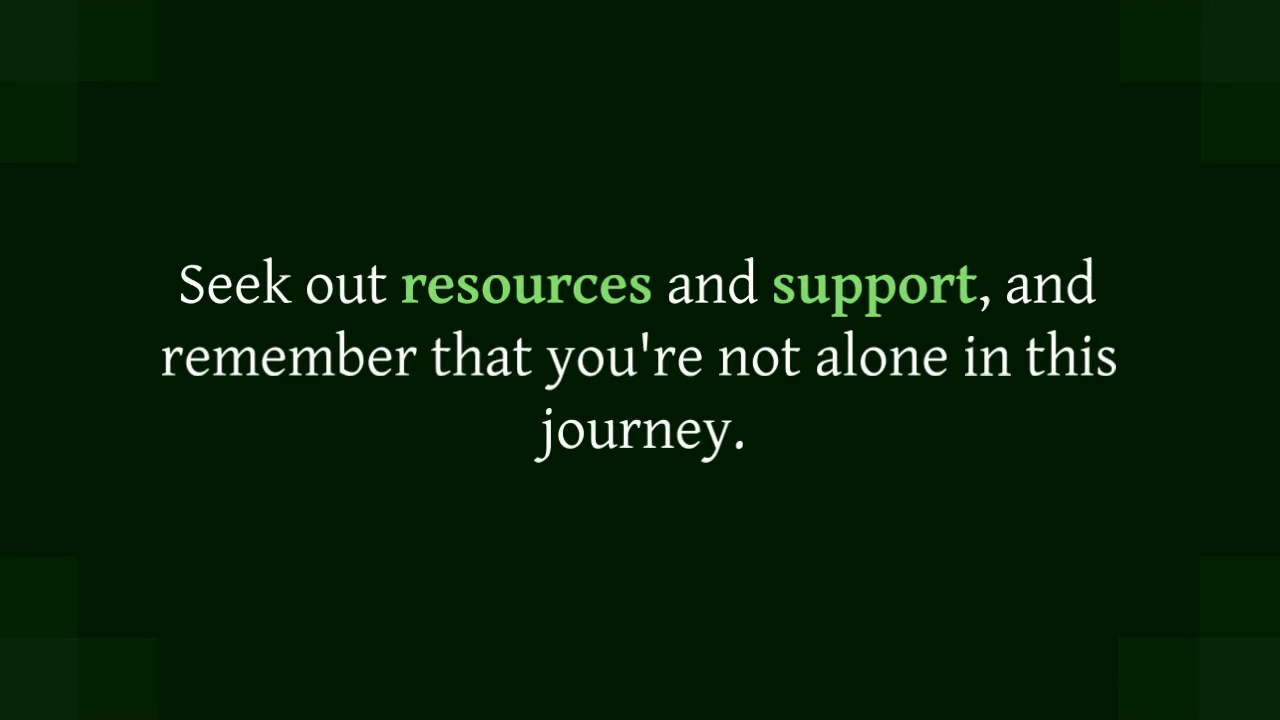 Seek out resources and support, and
remember that you're not alone in this
journey.